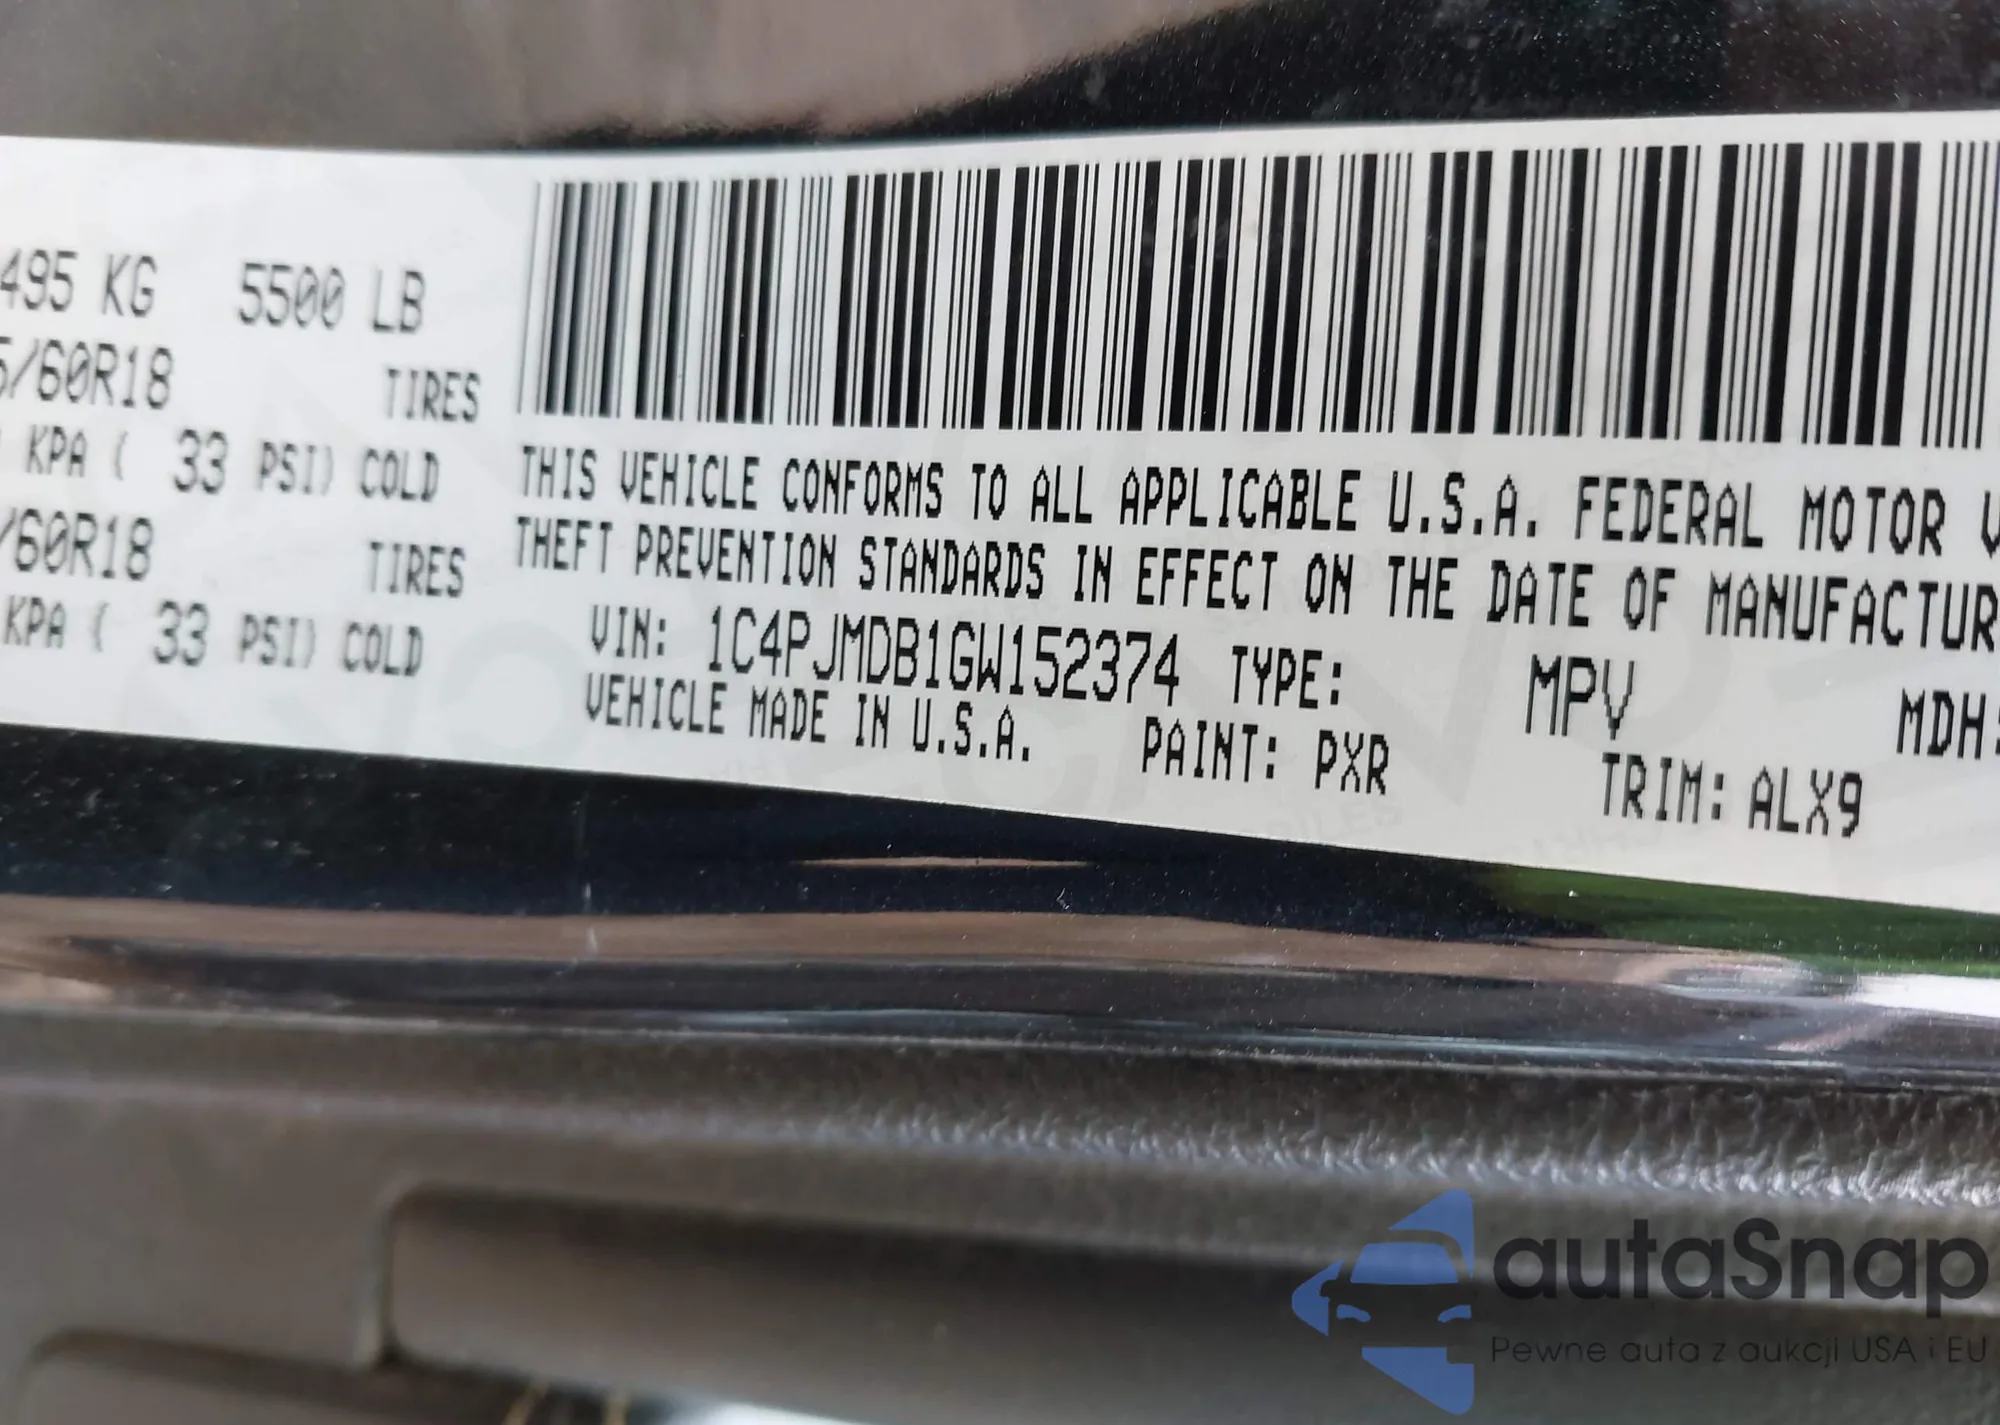 495 KG 5500 LB
5/60R18 TIRES
KPA ( 33 PSI) COLD
/60R18 TIRES
KPA ( 33 PSI) COLD
THIS VEHICLE CONFORMS TO ALL APPLICABLE U.S.A. FEDERAL MOTOR V
THEFT PREVENTION STANDARDS IN EFFECT ON THE DATE OF MANUFACTUR
VIN: 1C4PJMDB1GW152374 TYPE: MPV MDH:
VEHICLE MADE IN U.S.A. PAINT: PXR TRIM: ALX9
autaSnap
Pewne auta z aukcji USA i EU